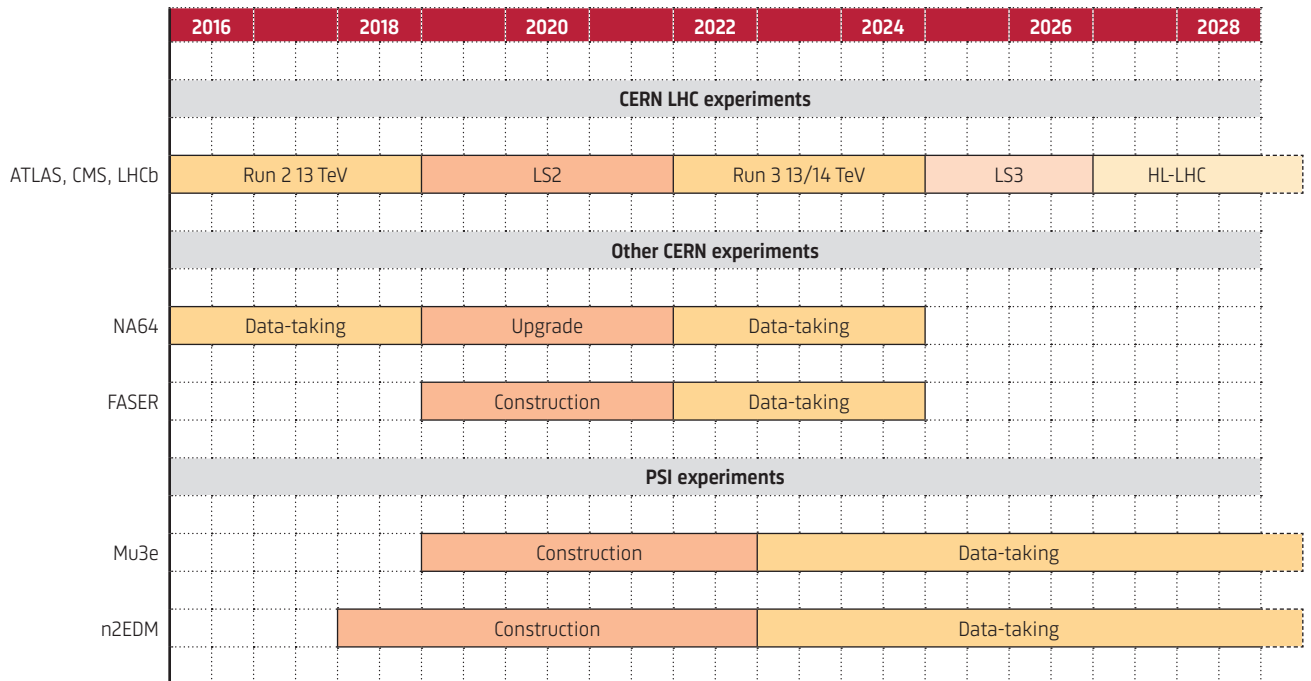 2016 2018 2020 2022 2024 2026 2028
CERN LHC experiments
ATLAS, CMS, LHCb Run 2 13 TeV LS2 Run 3 13/14 TeV LS3 HL-LHC
Other CERN experiments
NA64 Data-taking Upgrade Data-taking
FASER Construction Data-taking
PSI experiments
Mu3e Construction Data-taking
n2EDM Construction Data-taking